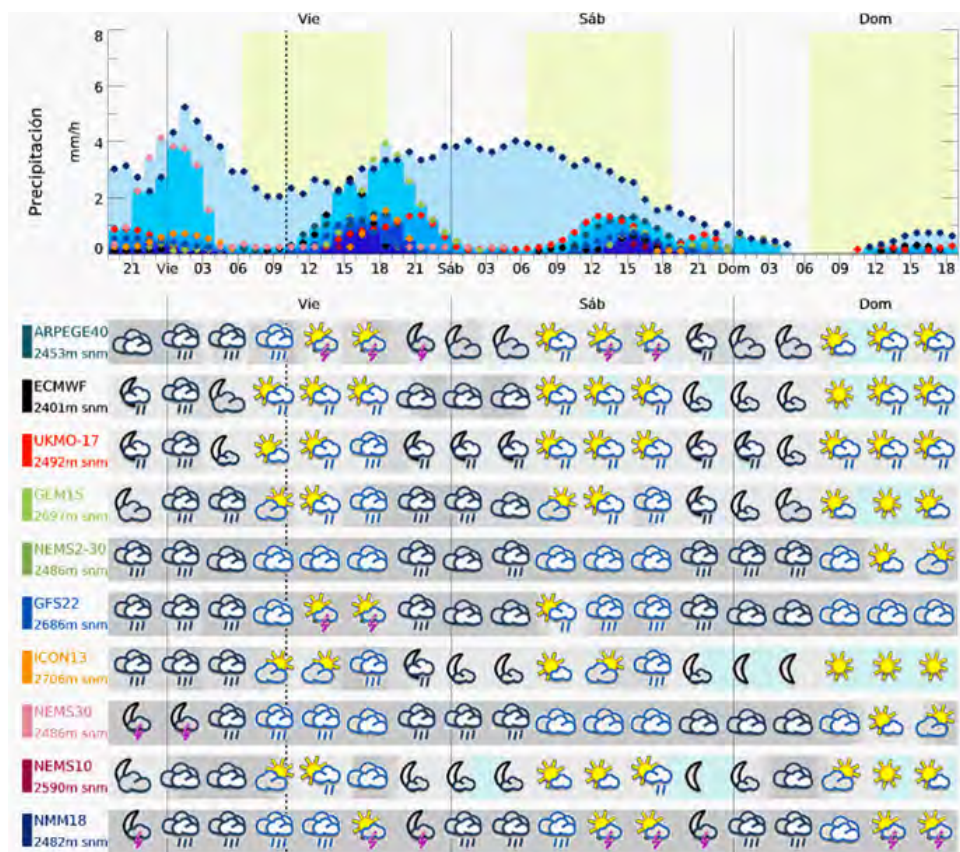 Vie Sáb Dom
8
6
4
2
0
Precipitación
mm/h
21 Vie 03 06 09 12 15 18 21 Sáb 03 06 09 12 15 18 21 Dom 03 06 09 12 15 18
Vie Sáb Dom
ARPEGE40
2453m snm
ECMWF
2401m snm
UKMO-17
2492m snm
GEM15
2697m snm
NEMS2-30
2486m snm
GFS22
2686m snm
ICON13
2706m snm
NEMS30
2486m snm
NEMS10
2590m snm
NMM18
2482m snm